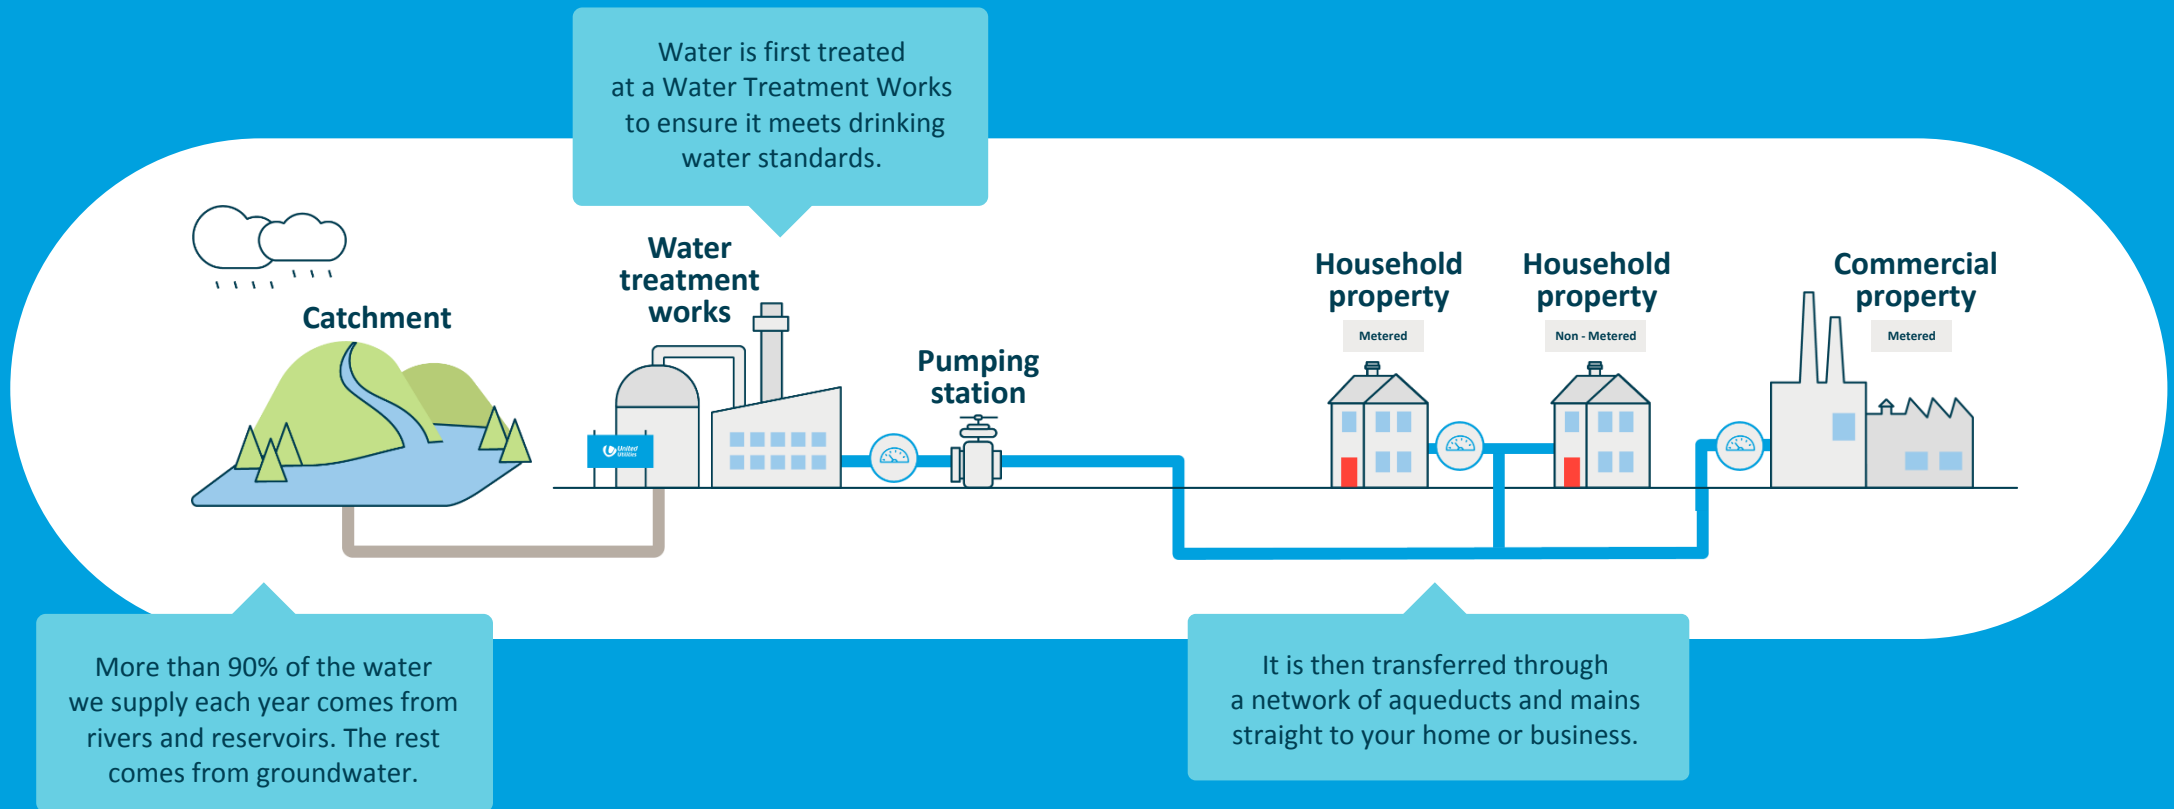 Water is first treated
at a Water Treatment Works
to ensure it meets drinking
water standards.
Catchment
Water
treatment
works
United
Utilities
Pumping
station
Household
property
Metered
Household
property
Non - Metered
Commercial
property
Metered
More than 90% of the water
we supply each year comes from
rivers and reservoirs. The rest
comes from groundwater.
It is then transferred through
a network of aqueducts and mains
straight to your home or business.